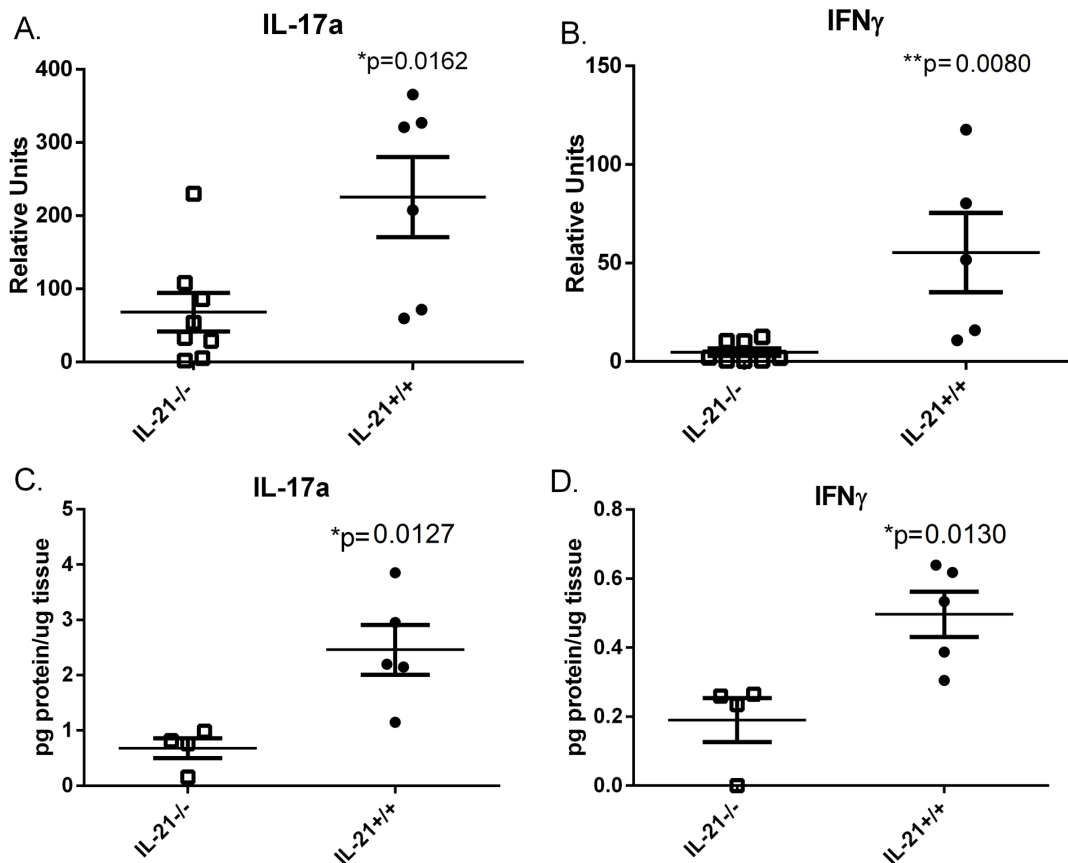 A.
IL-17a
*p=0.0162
Relative Units
400
300
200
100
0
IL-21-/-
IL-21+/+
B.
IFNγ
**p=0.0080
Relative Units
150
100
50
0
IL-21-/-
IL-21+/+
C.
IL-17a
*p=0.0127
pg protein/ug tissue
5
4
3
2
1
0
IL-21-/-
IL-21+/+
D.
IFNγ
*p=0.0130
pg protein/ug tissue
0.8
0.6
0.4
0.2
0.0
IL-21-/-
IL-21+/+